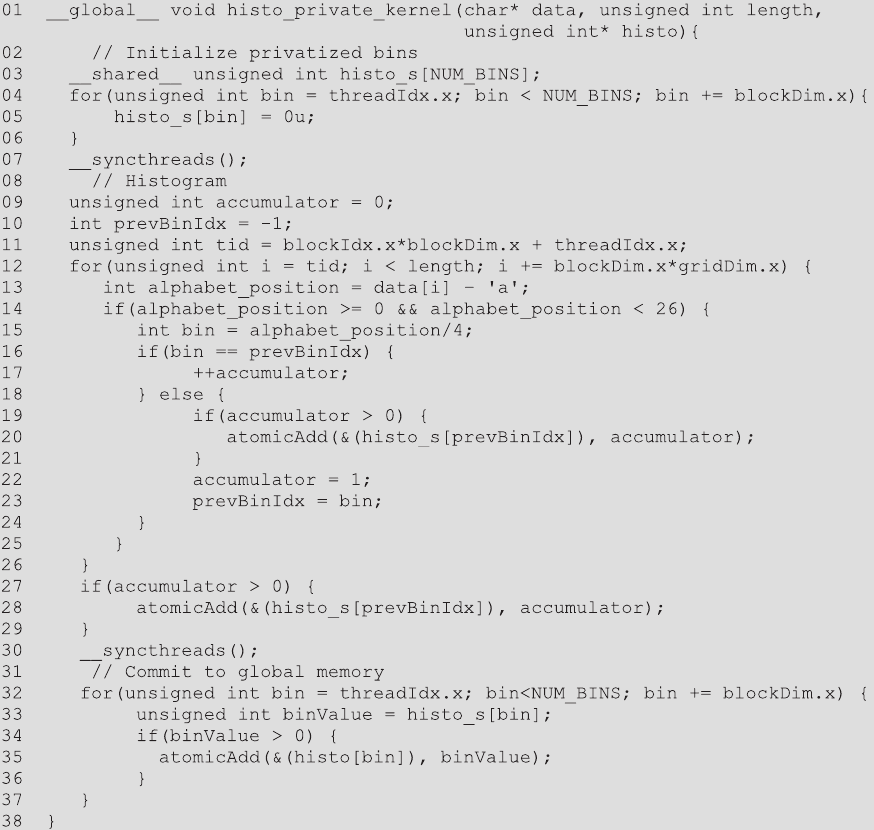 01  __global__ void histo_private_kernel(char* data, unsigned int length,
                                         unsigned int* histo){
02      // Initialize privatized bins
03    __shared__ unsigned int histo_s[NUM_BINS];
04    for(unsigned int bin = threadIdx.x; bin < NUM_BINS; bin += blockDim.x){
05        histo_s[bin] = 0u;
06    }
07    __syncthreads();
08      // Histogram
09    unsigned int accumulator = 0;
10    int prevBinIdx = -1;
11    unsigned int tid = blockIdx.x*blockDim.x + threadIdx.x;
12    for(unsigned int i = tid; i < length; i += blockDim.x*gridDim.x) {
13       int alphabet_position = data[i] - 'a';
14       if(alphabet_position >= 0 && alphabet_position < 26) {
15          int bin = alphabet_position/4;
16          if(bin == prevBinIdx) {
17               ++accumulator;
18          } else {
19               if(accumulator > 0) {
20                  atomicAdd(&(histo_s[prevBinIdx]), accumulator);
21               }
22               accumulator = 1;
23               prevBinIdx = bin;
24          }
25        }
26     }
27     if(accumulator > 0) {
28          atomicAdd(&(histo_s[prevBinIdx]), accumulator);
29     }
30     __syncthreads();
31      // Commit to global memory
32     for(unsigned int bin = threadIdx.x; bin<NUM_BINS; bin += blockDim.x) {
33          unsigned int binValue = histo_s[bin];
34          if(binValue > 0) {
35            atomicAdd(&(histo[bin]), binValue);
36          }
37     }
38  }